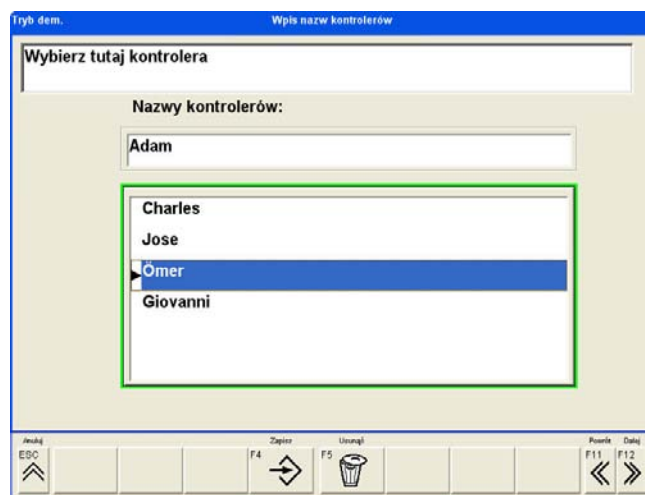 Tryb dem. Wpis nazw kontrolerów
Wybierz tutaj kontrolera
Nazwy kontrolerów:
Adam
Charles
Jose
Ömer
Giovanni
Anuluj Zapisz Usunąć Powrót Dalej
ESC F4 F5 F11 F12